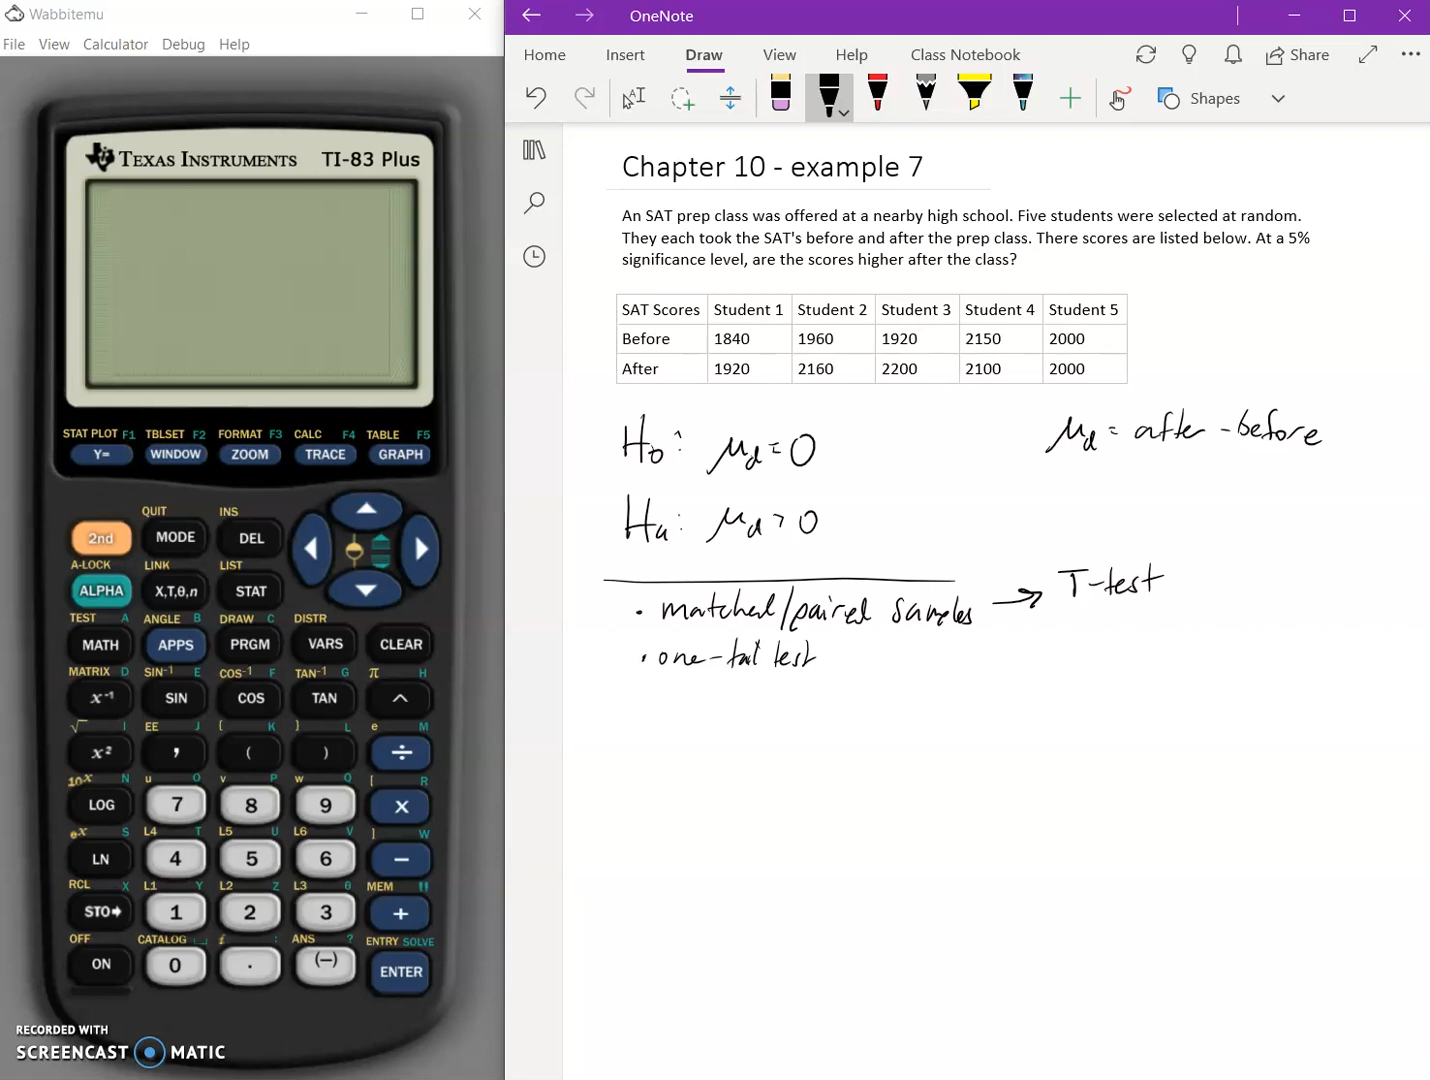 Wabbitemu
File View Calculator Debug Help
OneNote
Home Insert Draw View Help Class Notebook Share
Shapes
TEXAS INSTRUMENTS TI-83 Plus
STAT PLOT F1 TBLSET F2 FORMAT F3 CALC F4 TABLE F5
Y= WINDOW ZOOM TRACE GRAPH
QUIT INS
2nd MODE DEL
A-LOCK LINK LIST
ALPHA X,T,θ,n STAT
TEST A ANGLE B DRAW C DISTR
MATH APPS PRGM VARS CLEAR
MATRIX D SIN⁻¹ E COS⁻¹ F TAN⁻¹ G π H
x⁻¹ SIN COS TAN ^
√ I EE J { K } L e M
x² , ( ) ÷
10ˣ N u O v P w Q [ R
LOG 7 8 9 X
eˣ S L4 T L5 U L6 V ] W
LN 4 5 6 −
RCL X L1 Y L2 Z L3 θ MEM "
STO➔ 1 2 3 +
OFF CATALOG ⎵ i : ANS ? ENTRY SOLVE
ON 0 . (−) ENTER
RECORDED WITH
SCREENCAST MATIC
Chapter 10 - example 7
An SAT prep class was offered at a nearby high school. Five students were selected at random.
They each took the SAT's before and after the prep class. There scores are listed below. At a 5%
significance level, are the scores higher after the class?
SAT Scores Student 1 Student 2 Student 3 Student 4 Student 5
Before 1840 1960 1920 2150 2000
After 1920 2160 2200 2100 2000
H₀: μd = 0 μd = after - before
Ha: μd > 0
• matched/paired samples → T-test
• one-tail test